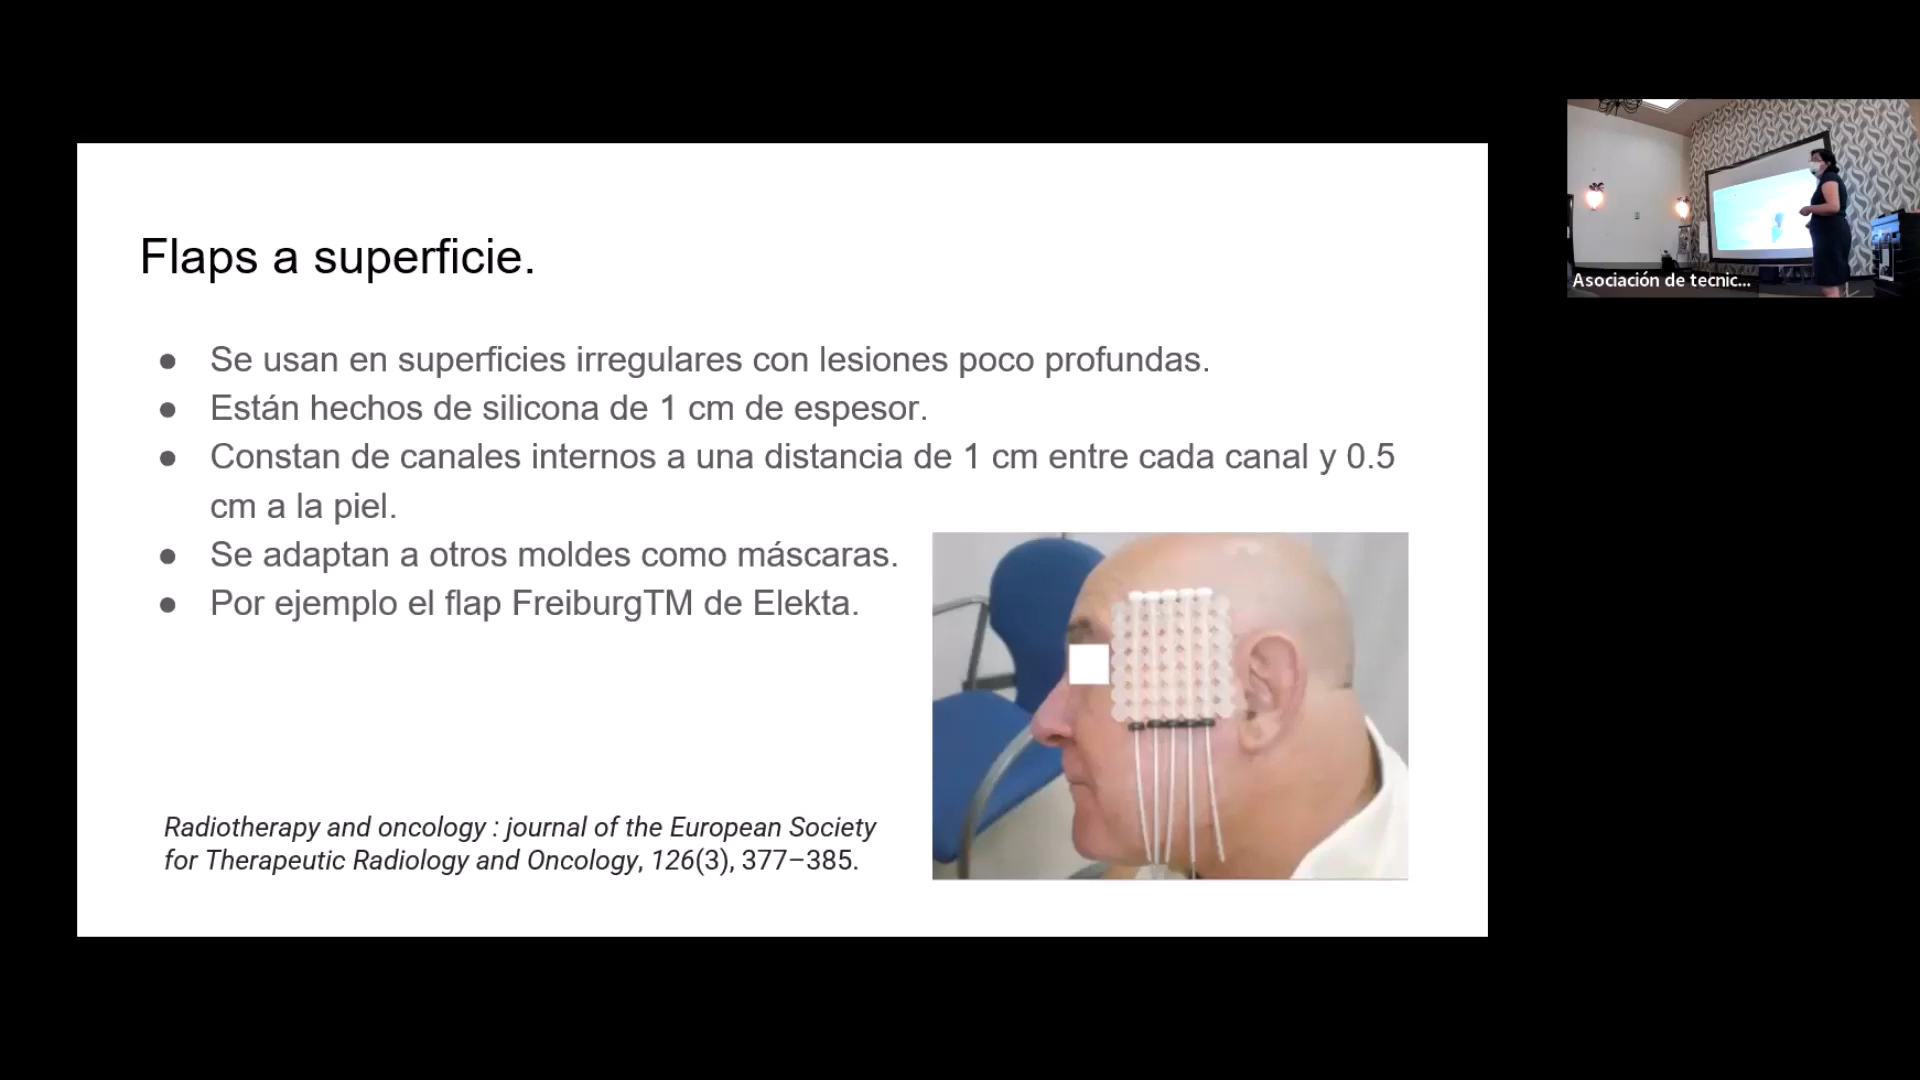 Flaps a superficie.
● Se usan en superficies irregulares con lesiones poco profundas.
● Están hechos de silicona de 1 cm de espesor.
● Constan de canales internos a una distancia de 1 cm entre cada canal y 0.5
cm a la piel.
● Se adaptan a otros moldes como máscaras.
● Por ejemplo el flap FreiburgTM de Elekta.
Radiotherapy and oncology : journal of the European Society
for Therapeutic Radiology and Oncology, 126(3), 377–385.
Asociación de tecnic...